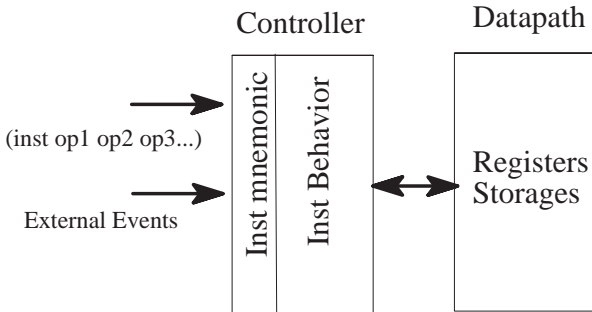 Controller
Datapath
(inst op1 op2 op3...)
External Events
Inst mnemonic
Inst Behavior
Registers
Storages